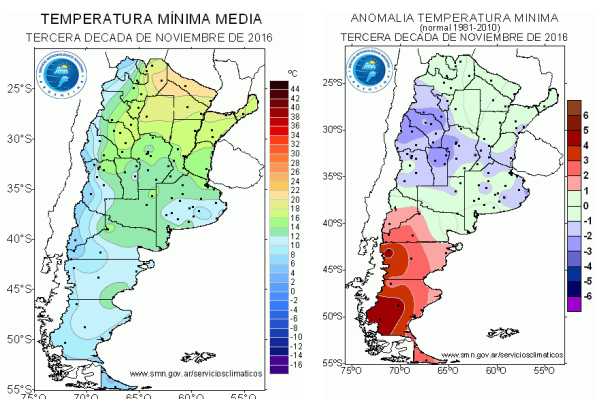 TEMPERATURA MÍNIMA MEDIA
TERCERA DECADA DE NOVIEMBRE DE 2016
25°S
30°S
35°S
40°S
45°S
50°S
55°S
75°O 70°O 65°O 60°O 55°O
ºC
44
42
40
38
36
34
32
30
28
26
24
22
20
18
16
14
12
10
8
6
4
2
0
-2
-4
-6
-8
-10
-12
-14
-16
www.smn.gov.ar/serviciosclimaticos
ANOMALIA TEMPERATURA MINIMA
(normal 1981-2010)
TERCERA DECADA DE NOVIEMBRE DE 2016
25°S
30°S
35°S
40°S
45°S
50°S
55°S
75°O 70°O 65°O 60°O 55°O
6
5
4
3
2
1
0
-1
-2
-3
-4
-5
-6
www.smn.gov.ar/serviciosclimaticos